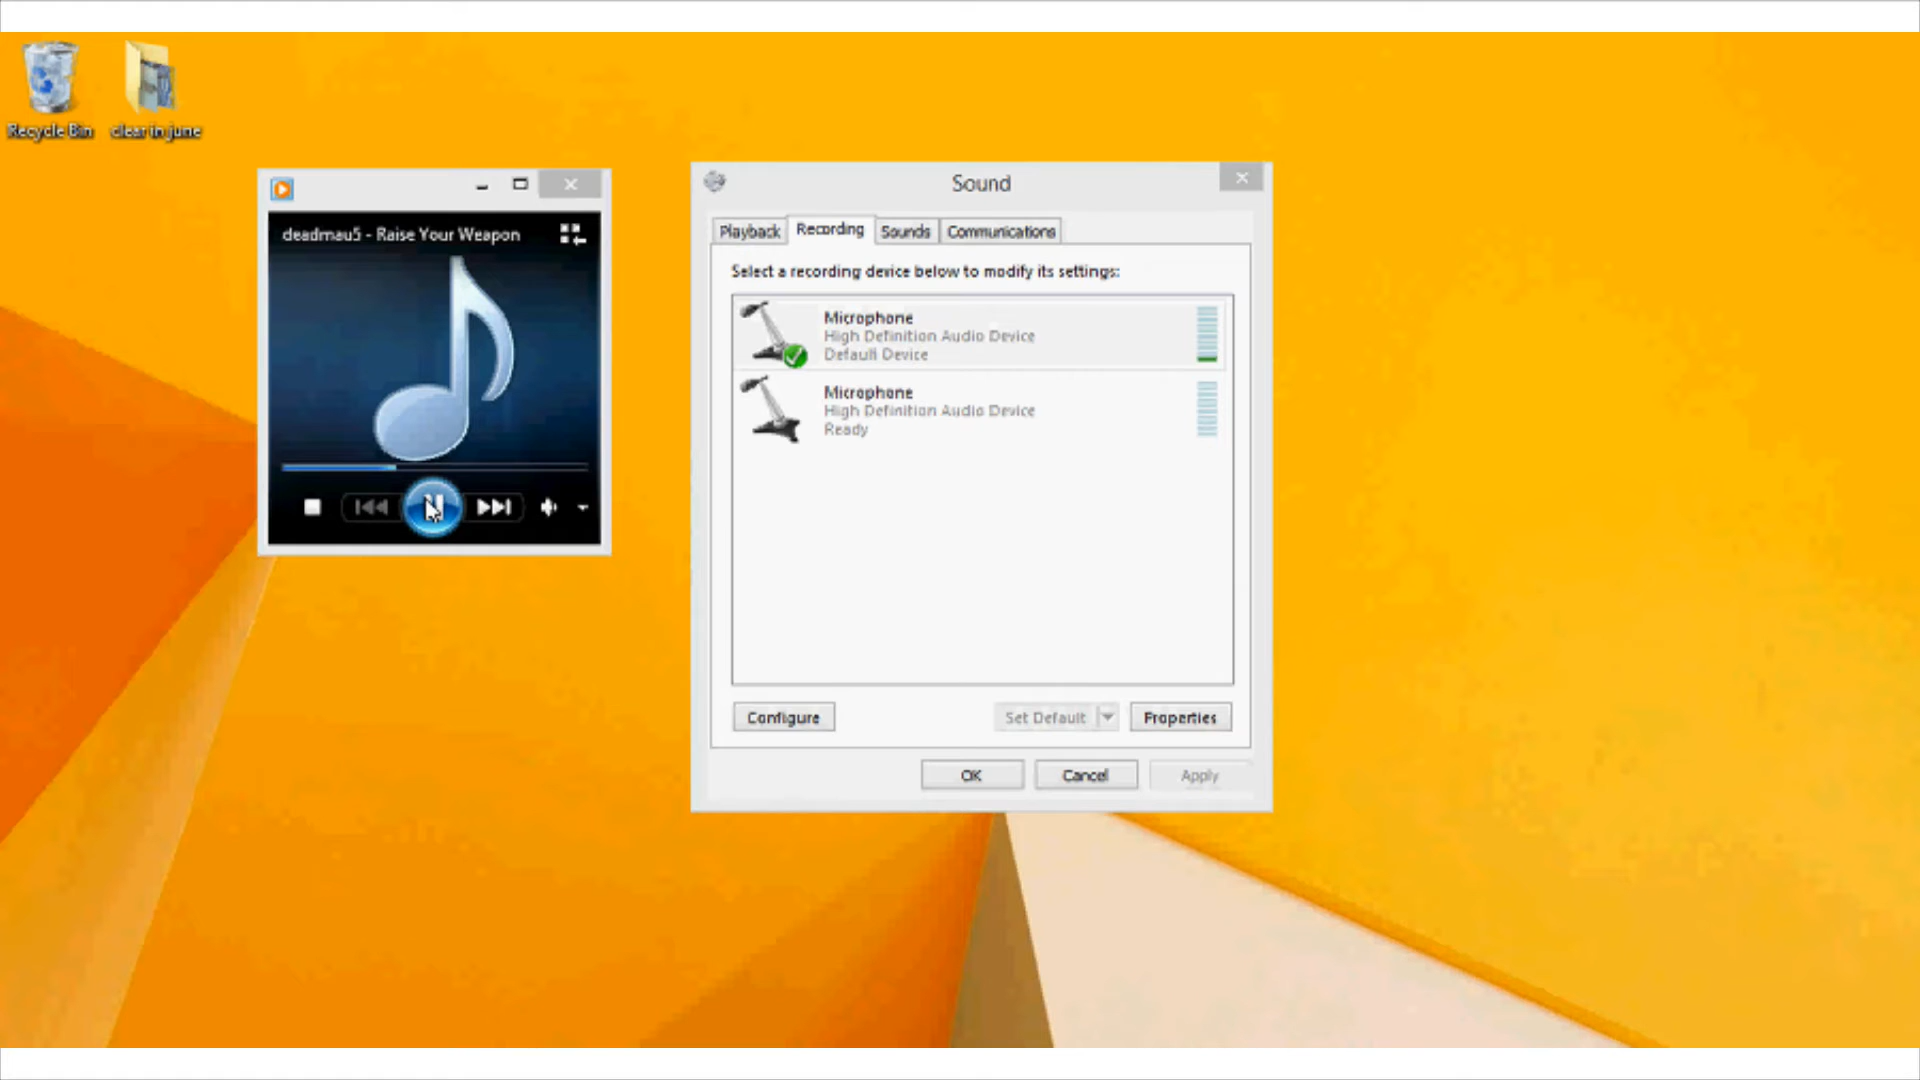 Recycle Bin
clear in june
deadmau5 - Raise Your Weapon
Sound
Playback
Recording
Sounds
Communications
Select a recording device below to modify its settings:
Microphone
High Definition Audio Device
Default Device
Microphone
High Definition Audio Device
Ready
Configure
Set Default
Properties
OK
Cancel
Apply